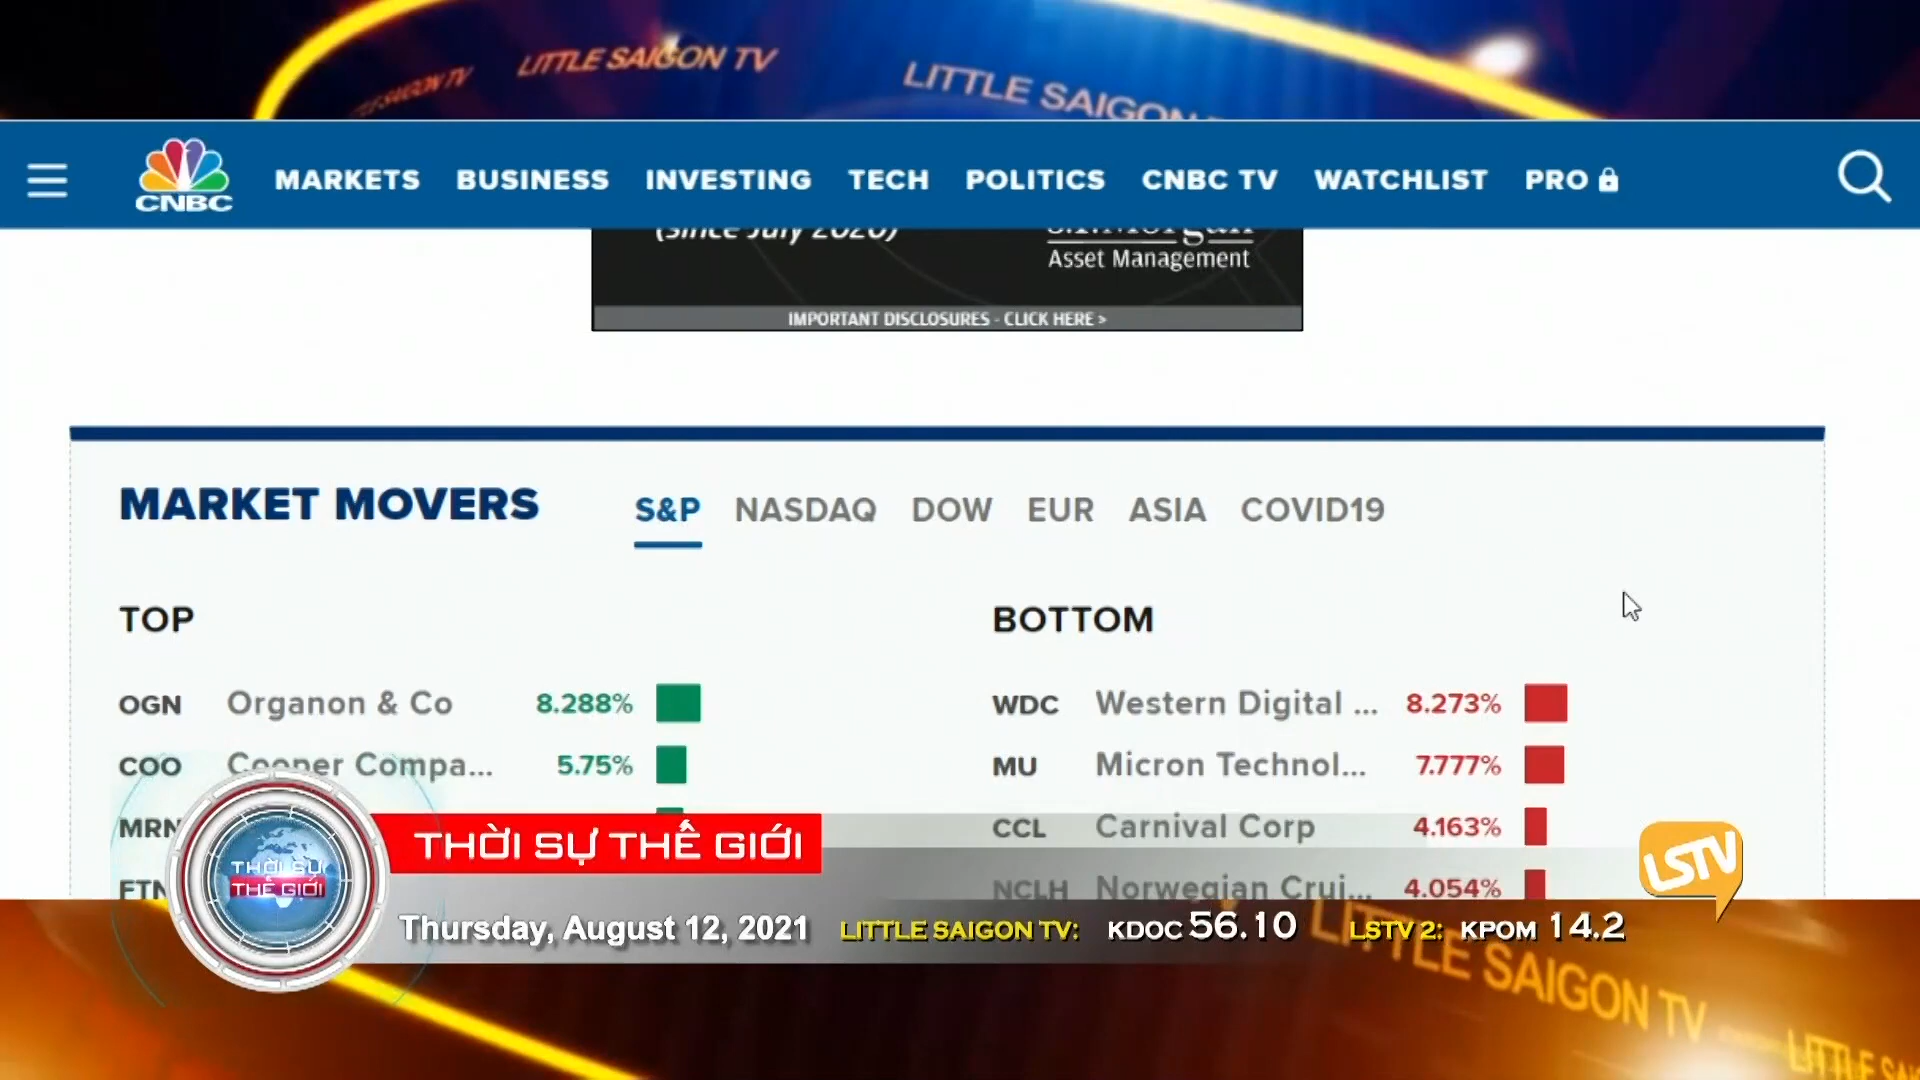 LITTLE SAIGON TV
LITTLE SAIGON
CNBC
MARKETS BUSINESS INVESTING TECH POLITICS CNBC TV WATCHLIST PRO
(Since July 2020)
Asset Management
IMPORTANT DISCLOSURES - CLICK HERE >
MARKET MOVERS S&P NASDAQ DOW EUR ASIA COVID19
TOP
BOTTOM
OGN Organon & Co 8.288%
WDC Western Digital ... 8.273%
COO Cooper Compa... 5.75%
MU Micron Technol... 7.777%
CCL Carnival Corp 4.163%
NCLH Norwegian Crui... 4.054%
THỜI SỰ THẾ GIỚI
THỜI SỰ
THẾ GIỚI
LSTV
Thursday, August 12, 2021 LITTLE SAIGON TV: KDOC 56.10 LSTV 2: KPOM 14.2
LITTLE SAIGON TV